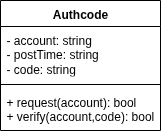 Authcode
- account: string
- postTime: string
- code: string
+ request(account): bool
+ verify(account,code): bool